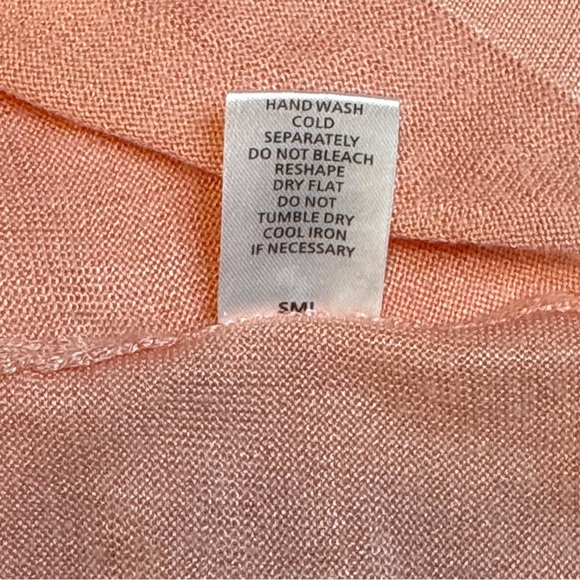 HAND WASH
COLD
SEPARATELY
DO NOT BLEACH
RESHAPE
DRY FLAT
DO NOT
TUMBLE DRY
COOL IRON
IF NECESSARY